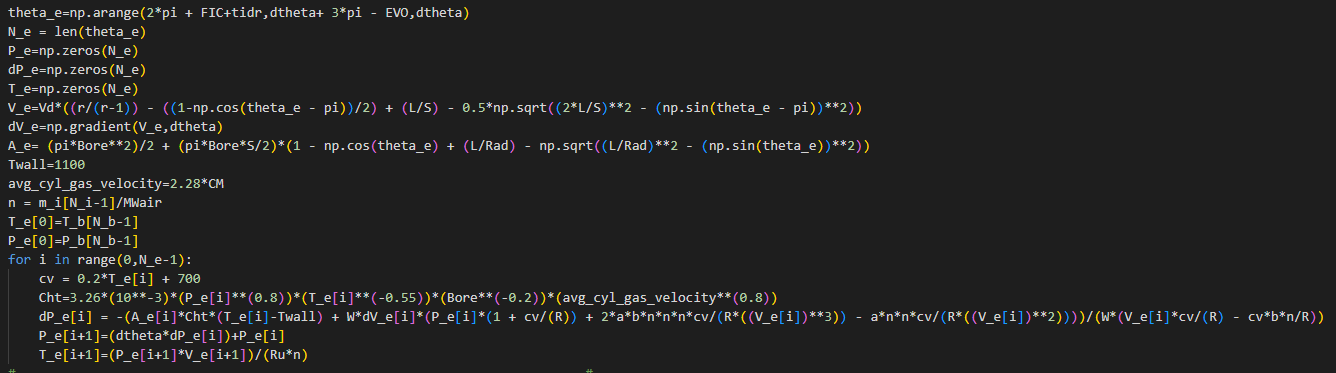 theta_e=np.arange(2*pi + FIC+tidr,dtheta+ 3*pi - EVO,dtheta)
N_e = len(theta_e)
P_e=np.zeros(N_e)
dP_e=np.zeros(N_e)
T_e=np.zeros(N_e)
V_e=Vd*((r/(r-1)) - ((1-np.cos(theta_e - pi))/2) + (L/S) - 0.5*np.sqrt((2*L/S)**2 - (np.sin(theta_e - pi))**2))
dV_e=np.gradient(V_e,dtheta)
A_e= (pi*Bore**2)/2 + (pi*Bore*S/2)*(1 - np.cos(theta_e) + (L/Rad) - np.sqrt((L/Rad)**2 - (np.sin(theta_e))**2))
Twall=1100
avg_cyl_gas_velocity=2.28*CM
n = m_i[N_i-1]/MWair
T_e[0]=T_b[N_b-1]
P_e[0]=P_b[N_b-1]
for i in range(0,N_e-1):
    cv = 0.2*T_e[i] + 700
    Cht=3.26*(10**-3)*(P_e[i]**(0.8))*(T_e[i]**(-0.55))*(Bore**(-0.2))*(avg_cyl_gas_velocity**(0.8))
    dP_e[i] = -(A_e[i]*Cht*(T_e[i]-Twall) + W*dV_e[i]*(P_e[i]*(1 + cv/(R)) + 2*a*b*n*n*n*cv/(R*((V_e[i])**3)) - a*n*n*cv/(R*((V_e[i])**2))))/(W*(V_e[i]*cv/(R) - cv*b*n/R))
    P_e[i+1]=(dtheta*dP_e[i])+P_e[i]
    T_e[i+1]=(P_e[i+1]*V_e[i+1])/(Ru*n)